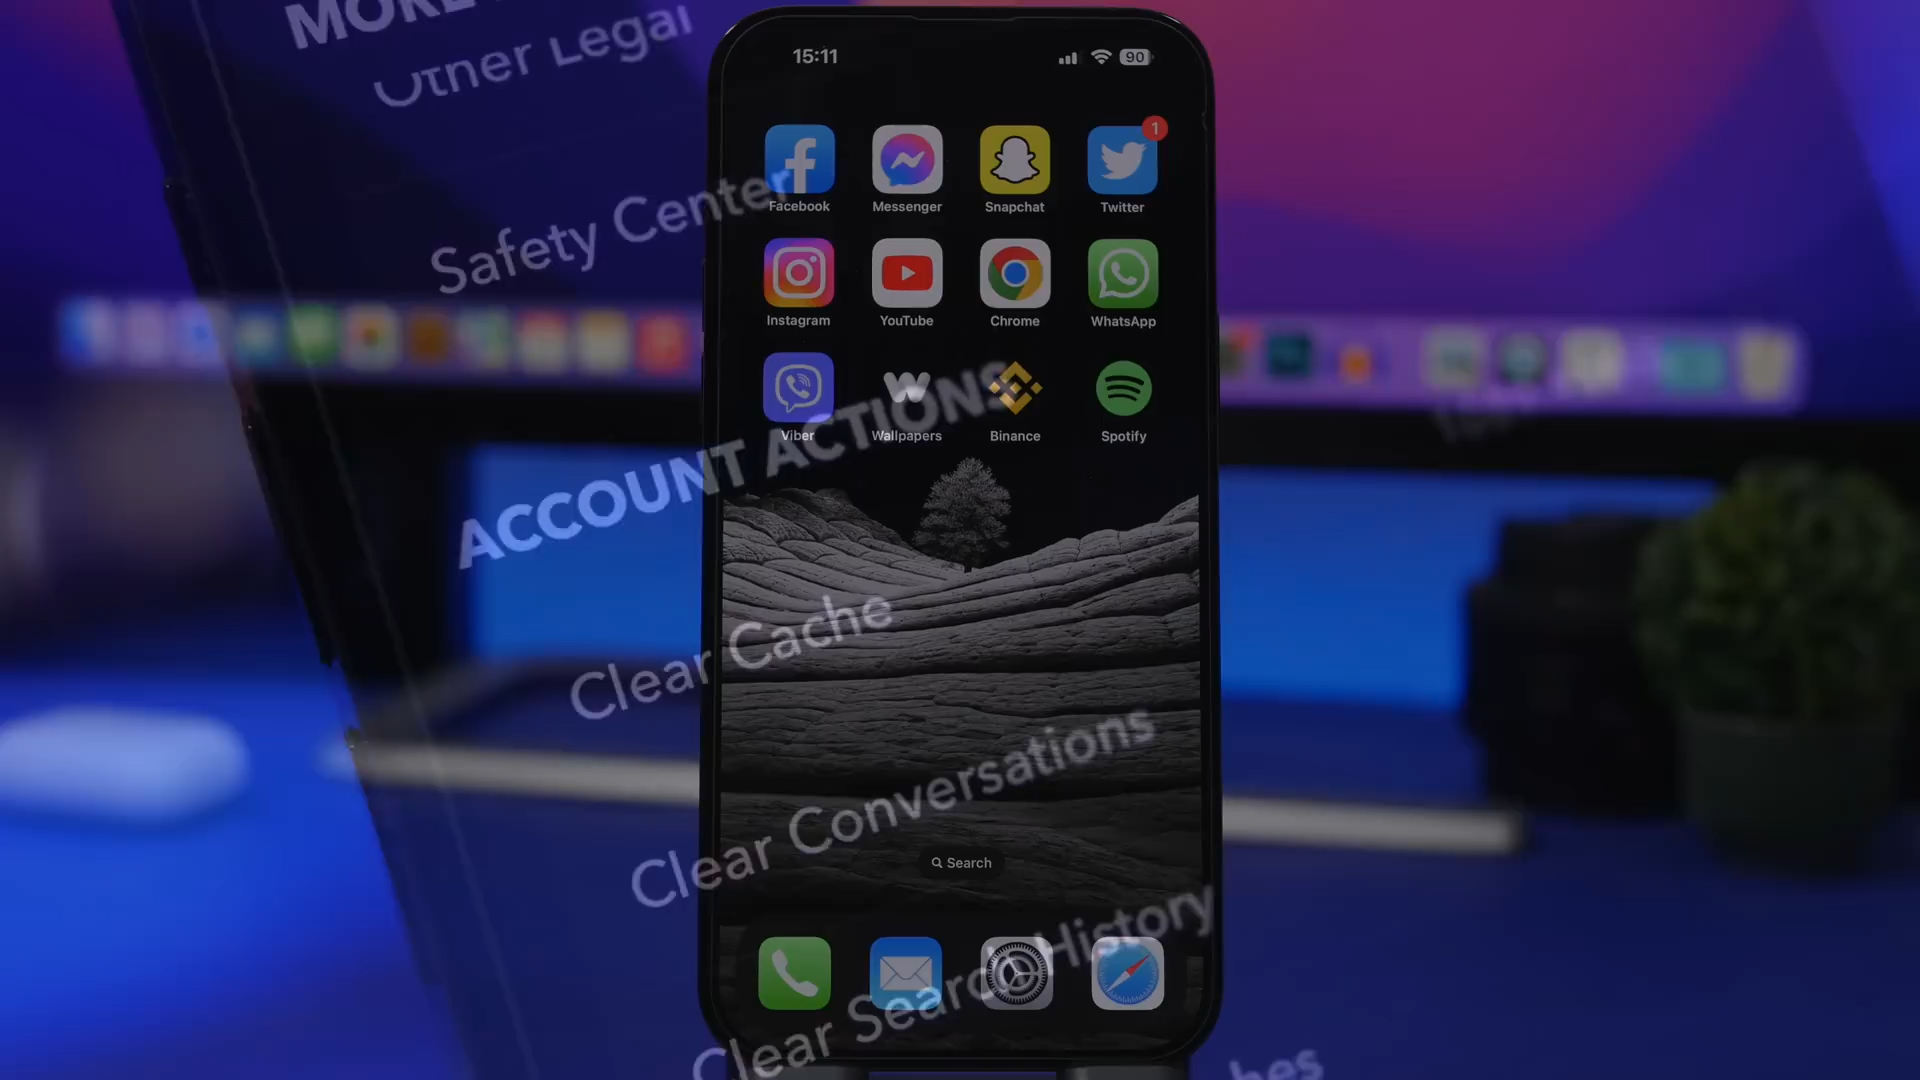 MORE
Other Legal
15:11
90
1
Safety Center
Facebook
Messenger
Snapchat
Twitter
Instagram
YouTube
Chrome
WhatsApp
Viber
Wallpapers
Binance
Spotify
ACCOUNT ACTIONS
Clear Cache
Clear Conversations
Search
Clear Search History